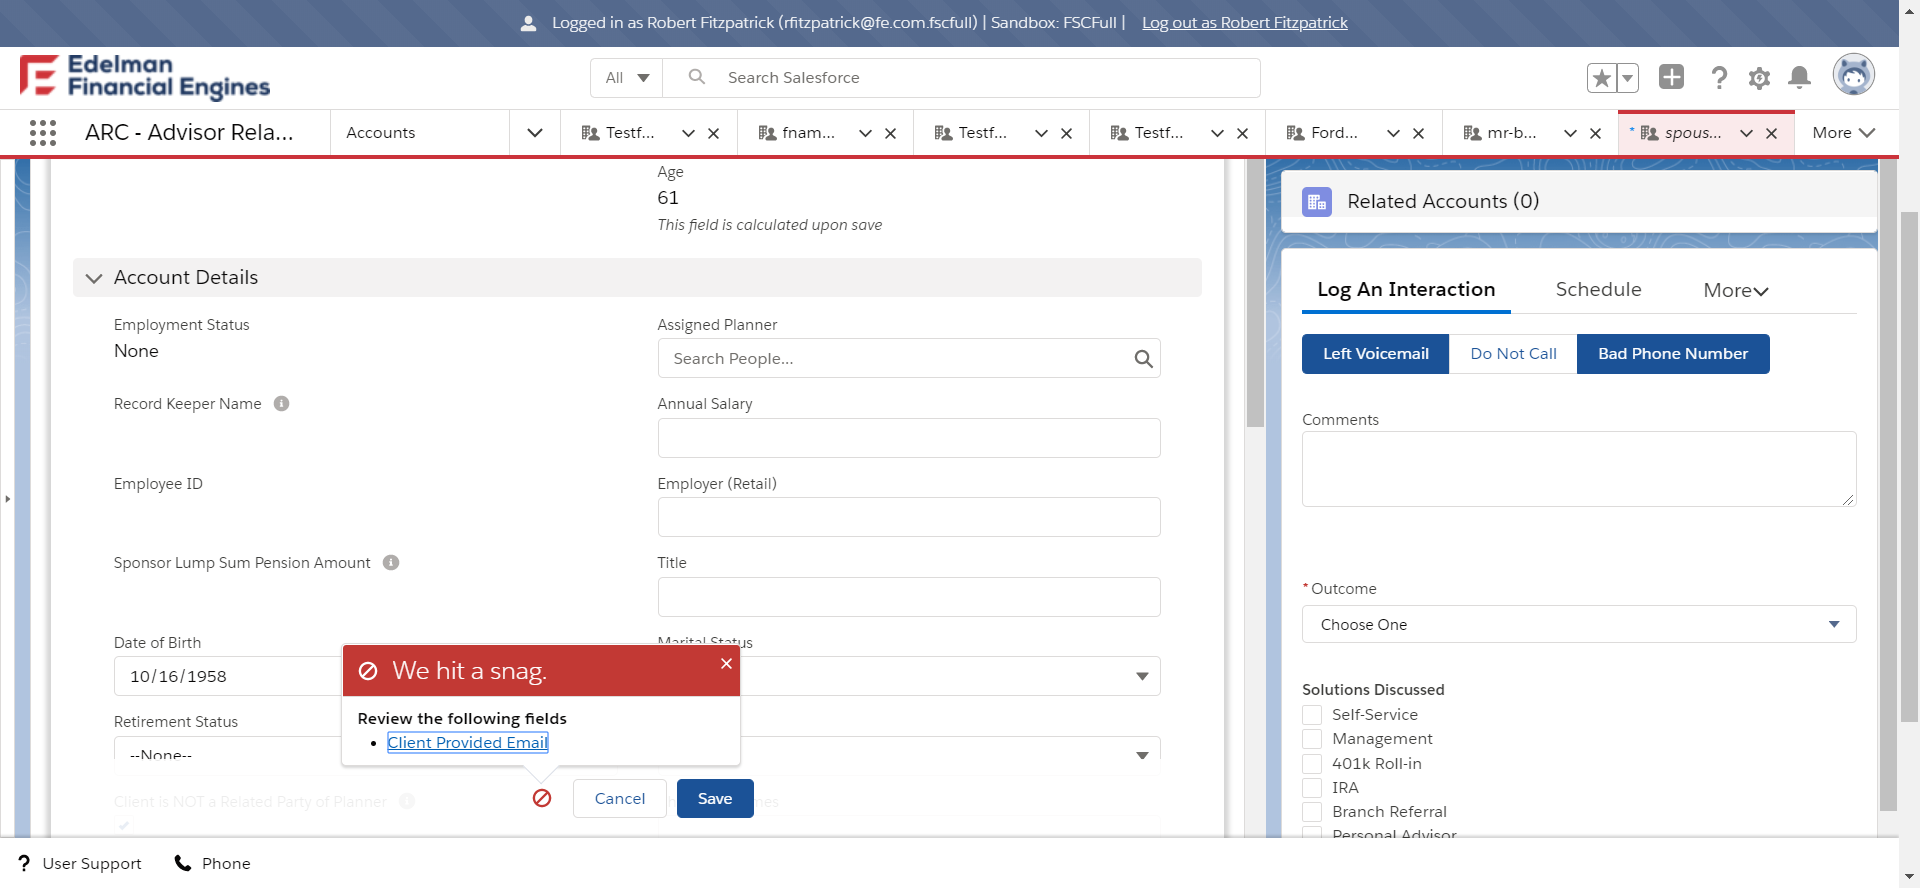 Logged in as Robert Fitzpatrick (rfitzpatrick@fe.com.fscfull) | Sandbox: FSCFull | Log out as Robert Fitzpatrick
Edelman
Financial Engines
All
Search Salesforce
ARC - Advisor Rela...
Accounts
Testf...
fnam...
Testf...
Testf...
Ford...
mr-b...
* spous...
More
Age
61
This field is calculated upon save
Account Details
Employment Status
None
Assigned Planner
Search People...
Record Keeper Name
Annual Salary
Employee ID
Employer (Retail)
Sponsor Lump Sum Pension Amount
Title
Date of Birth
10/16/1958
Marital Status
Retirement Status
--None--
We hit a snag.
Review the following fields
• Client Provided Email
Client is NOT a Related Party of Planner
Cancel
Save
Related Accounts (0)
Log An Interaction
Schedule
More
Left Voicemail
Do Not Call
Bad Phone Number
Comments
* Outcome
Choose One
Solutions Discussed
Self-Service
Management
401k Roll-in
IRA
Branch Referral
Personal Advisor
? User Support
Phone